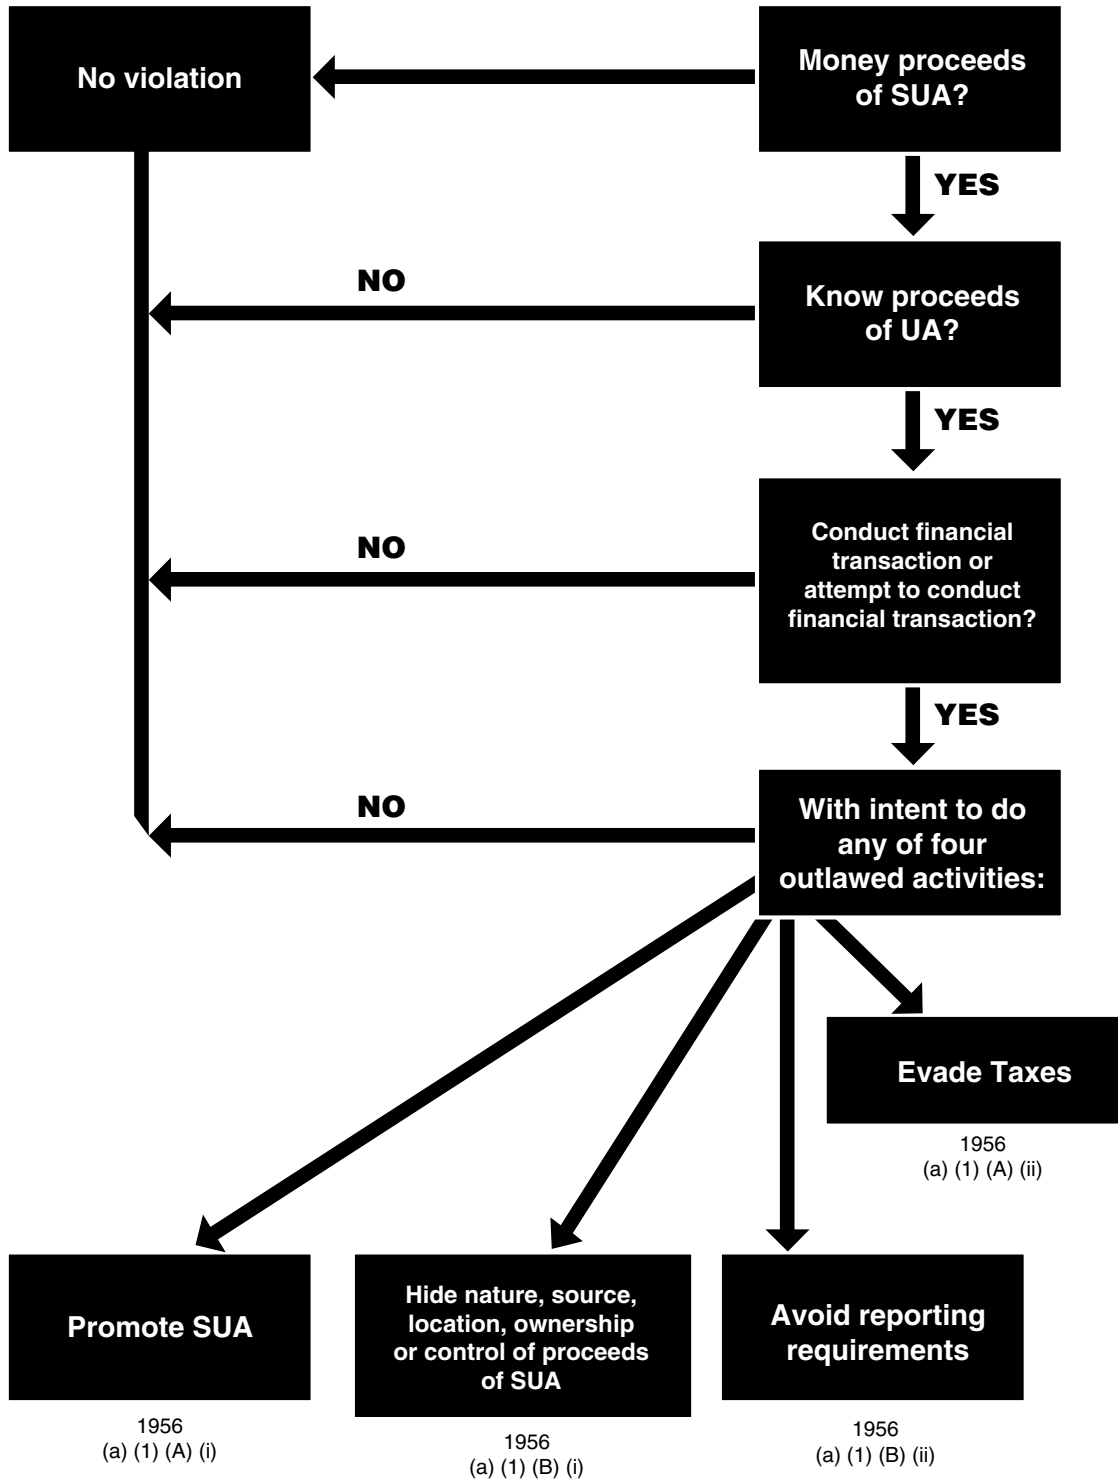 No violation
Money proceeds
of SUA?
YES
NO
Know proceeds
of UA?
YES
NO
Conduct financial
transaction or
attempt to conduct
financial transaction?
YES
NO
With intent to do
any of four
outlawed activities:
Evade Taxes
1956
(a) (1) (A) (ii)
Promote SUA
1956
(a) (1) (A) (i)
Hide nature, source,
location, ownership
or control of proceeds
of SUA
1956
(a) (1) (B) (i)
Avoid reporting
requirements
1956
(a) (1) (B) (ii)